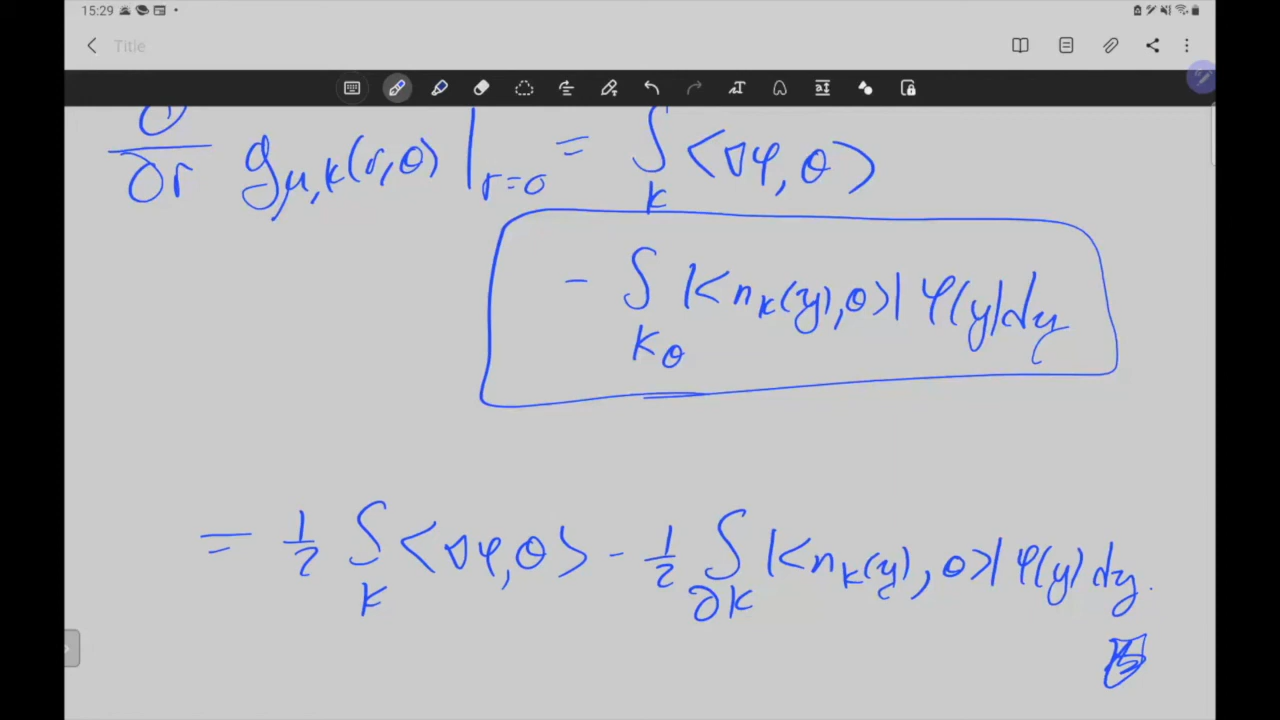 15:29
Title
∂/∂r g_{μ,K}(r,θ)|_{r=0} = ∫_K <∇φ, θ>
- ∫_{K_θ} |<n_K(y), θ>| φ(y) dy
= 1/2 ∫_K <∇φ, θ> - 1/2 ∫_{∂K} |<n_K(y), θ>| φ(y) dy.